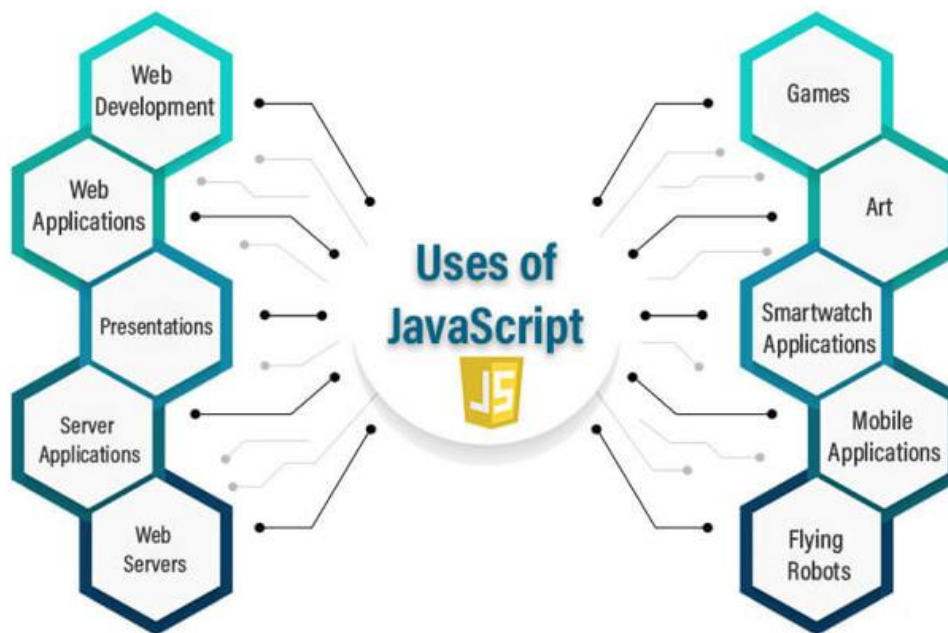 Web
Development
Web
Applications
Presentations
Server
Applications
Web
Servers
Uses of
JavaScript
JS
Games
Art
Smartwatch
Applications
Mobile
Applications
Flying
Robots